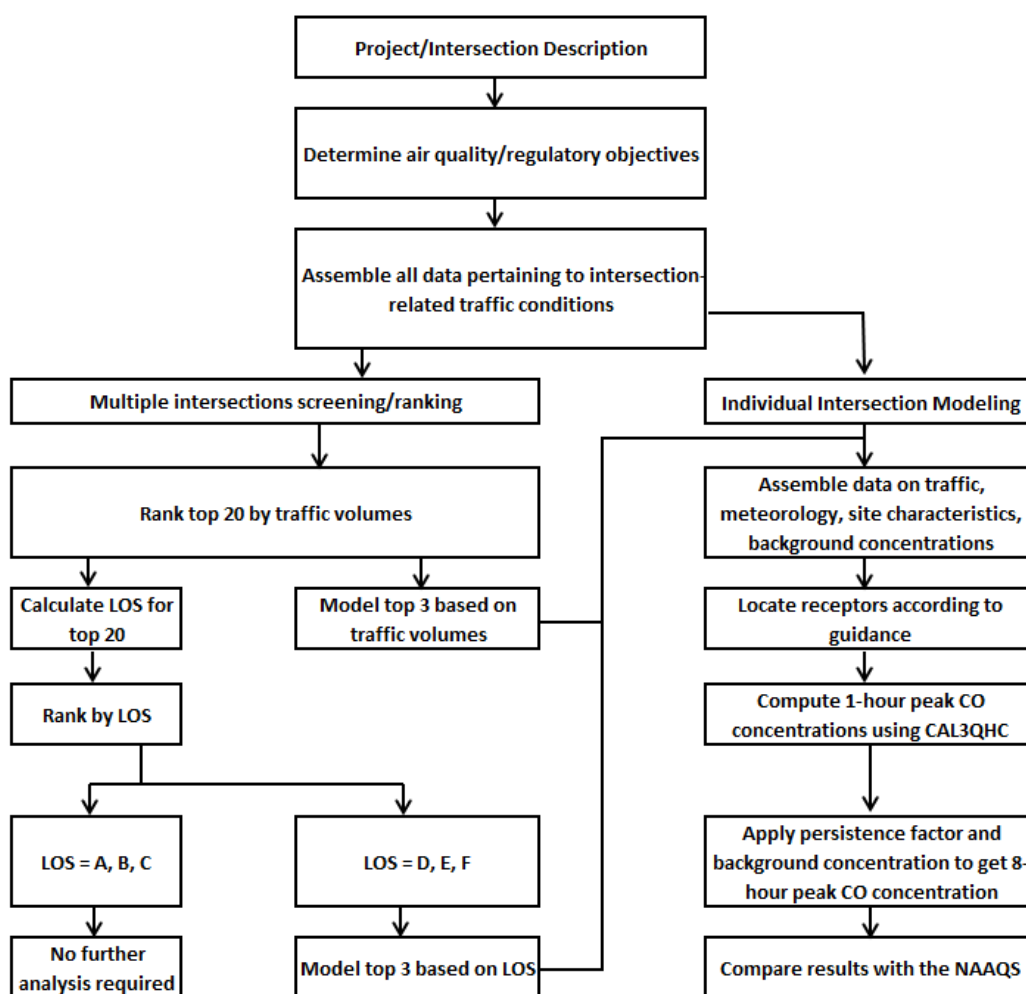 Project/Intersection Description
Determine air quality/regulatory objectives
Assemble all data pertaining to intersection-
related traffic conditions
Multiple intersections screening/ranking
Individual Intersection Modeling
Rank top 20 by traffic volumes
Assemble data on traffic,
meteorology, site characteristics,
background concentrations
Calculate LOS for
top 20
Model top 3 based on
traffic volumes
Locate receptors according to
guidance
Rank by LOS
Compute 1-hour peak CO
concentrations using CAL3QHC
LOS = A, B, C
LOS = D, E, F
Apply persistence factor and
background concentration to get 8-
hour peak CO concentration
No further
analysis required
Model top 3 based on LOS
Compare results with the NAAQS